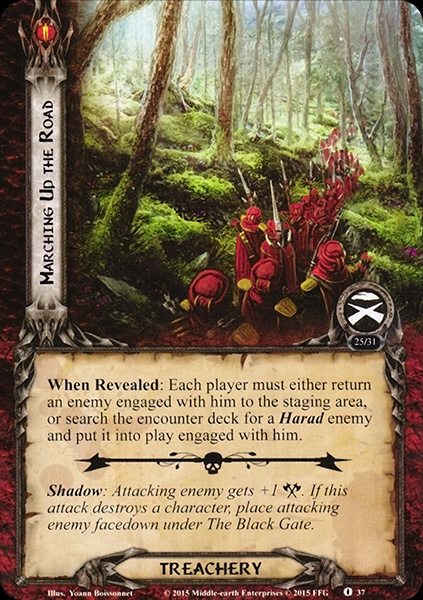 MARCHING UP THE ROAD
25/31
When Revealed: Each player must either return
an enemy engaged with him to the staging area,
or search the encounter deck for a Harad enemy
and put it into play engaged with him.
Shadow: Attacking enemy gets +1. If this
attack destroys a character, place attacking
enemy facedown under The Black Gate.
TREACHERY
Illus. Yoann Boissonnet © 2015 Middle-earth Enterprises © 2015 FFG 37